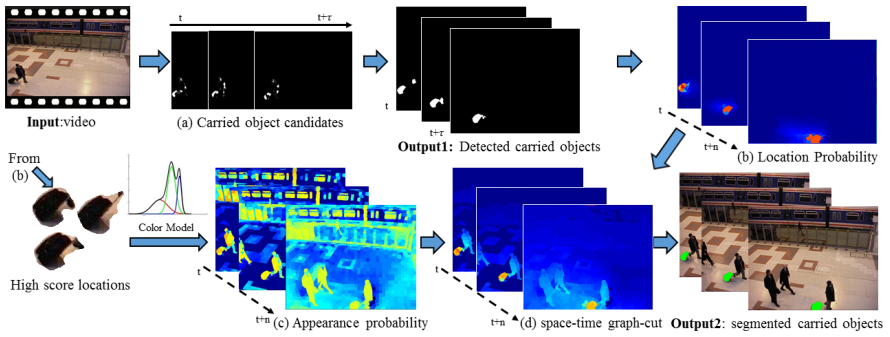 t
t+τ
Input:video
(a) Carried object candidates
t
t+τ
Output1: Detected carried objects
t
t+n
(b) Location Probability
From
(b)
Color Model
High score locations
t
t+n
(c) Appearance probability
t
t+n
(d) space-time graph-cut
Output2: segmented carried objects